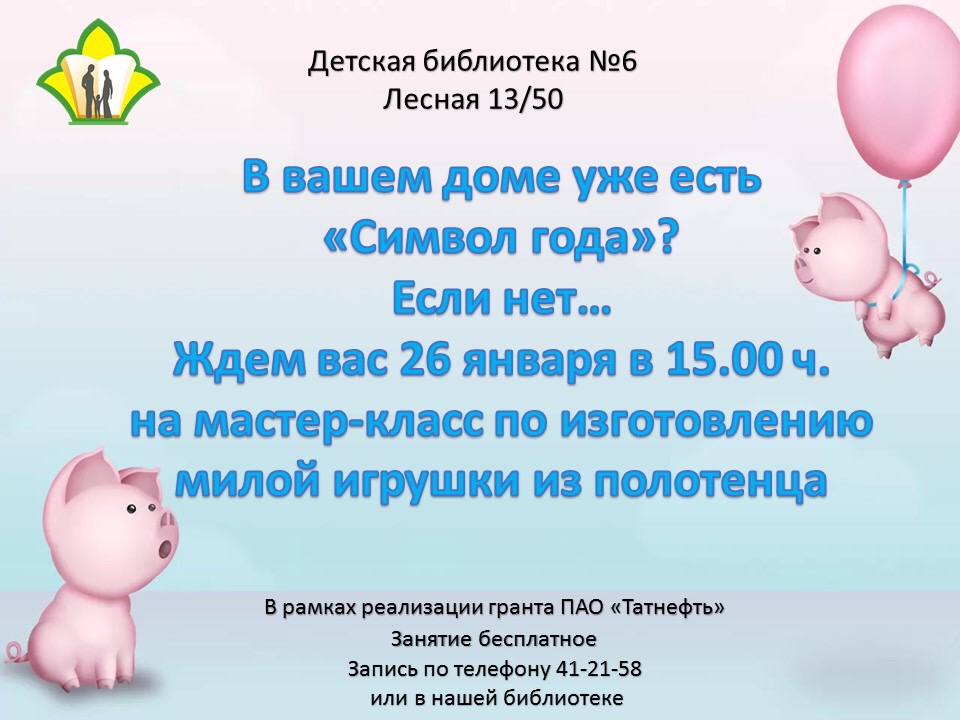 Детская библиотека №6
Лесная 13/50
В вашем доме уже есть
«Символ года»?
Если нет...
Ждем вас 26 января в 15.00 ч.
на мастер-класс по изготовлению
милой игрушки из полотенца
В рамках реализации гранта ПАО «Татнефть»
Занятие бесплатное
Запись по телефону 41-21-58
или в нашей библиотеке